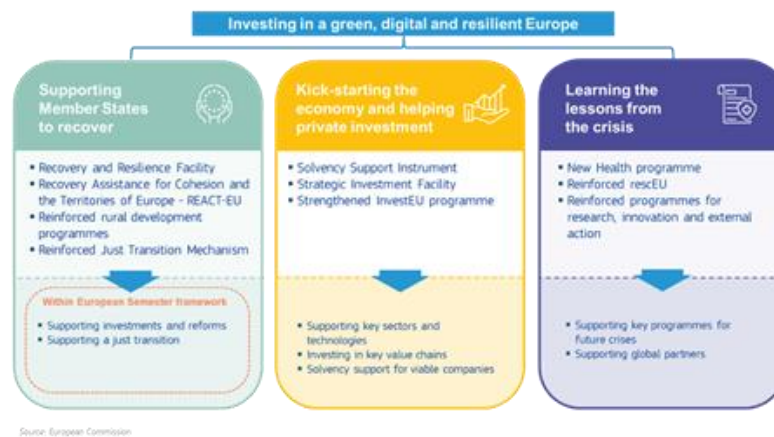 Investing in a green, digital and resilient Europe
Supporting
Member States
to recover
▪ Recovery and Resilience Facility
▪ Recovery Assistance for Cohesion and
the Territories of Europe - REACT-EU
▪ Reinforced rural development
programmes
▪ Reinforced Just Transition Mechanism
Within European Semester framework
▪ Supporting investments and reforms
▪ Supporting a just transition
Kick-starting the
economy and helping
private investment
▪ Solvency Support Instrument
▪ Strategic Investment Facility
▪ Strengthened InvestEU programme
▪ Supporting key sectors and
technologies
▪ Investing in key value chains
▪ Solvency support for viable companies
Learning the
lessons from
the crisis
▪ New Health programme
▪ Reinforced rescEU
▪ Reinforced programmes for
research, innovation and external
action
▪ Supporting key programmes for
future crises
▪ Supporting global partners
Source: European Commission